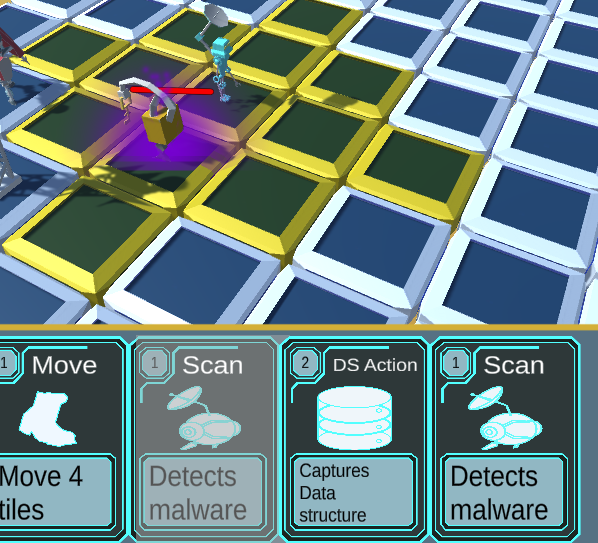 1 Move
Move 4
tiles
1 Scan
Detects
malware
2 DS Action
Captures
Data
structure
1 Scan
Detects
malware